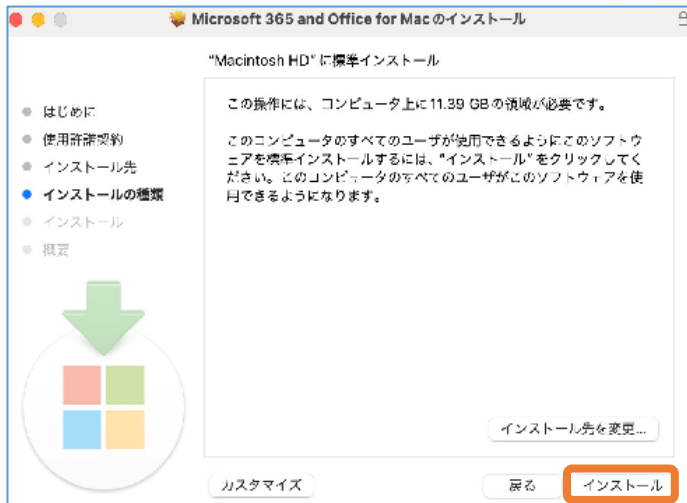 Microsoft 365 and Office for Macのインストール
"Macintosh HD"に標準インストール
はじめに
使用許諾契約
インストール先
インストールの種類
インストール
概要
この操作には、コンピュータ上に11.39 GBの領域が必要です。
このコンピュータのすべてのユーザが使用できるようにこのソフトウ
ェアを標準インストールするには、"インストール"をクリックしてく
ださい。このコンピュータのすべてのユーザがこのソフトウェアを使
用できるようになります。
インストール先を変更...
カスタマイズ
戻る
インストール